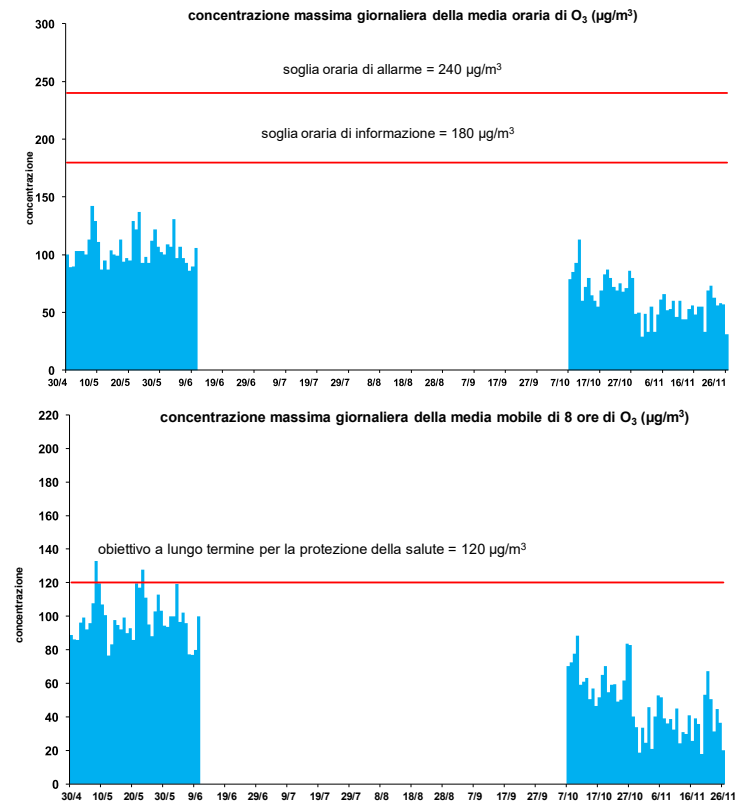 concentrazione massima giornaliera della media oraria di O₃ (µg/m³)
300
soglia oraria di allarme = 240 µg/m³
250
200
soglia oraria di informazione = 180 µg/m³
concentrazione
150
100
50
0
30/4 10/5 20/5 30/5 9/6 19/6 29/6 9/7 19/7 29/7 8/8 18/8 28/8 7/9 17/9 27/9 7/10 17/10 27/10 6/11 16/11 26/11
220
concentrazione massima giornaliera della media mobile di 8 ore di O₃ (µg/m³)
200
180
160
140
obiettivo a lungo termine per la protezione della salute = 120 µg/m³
120
concentrazione
100
80
60
40
20
0
30/4 10/5 20/5 30/5 9/6 19/6 29/6 9/7 19/7 29/7 8/8 18/8 28/8 7/9 17/9 27/9 7/10 17/10 27/10 6/11 16/11 26/11